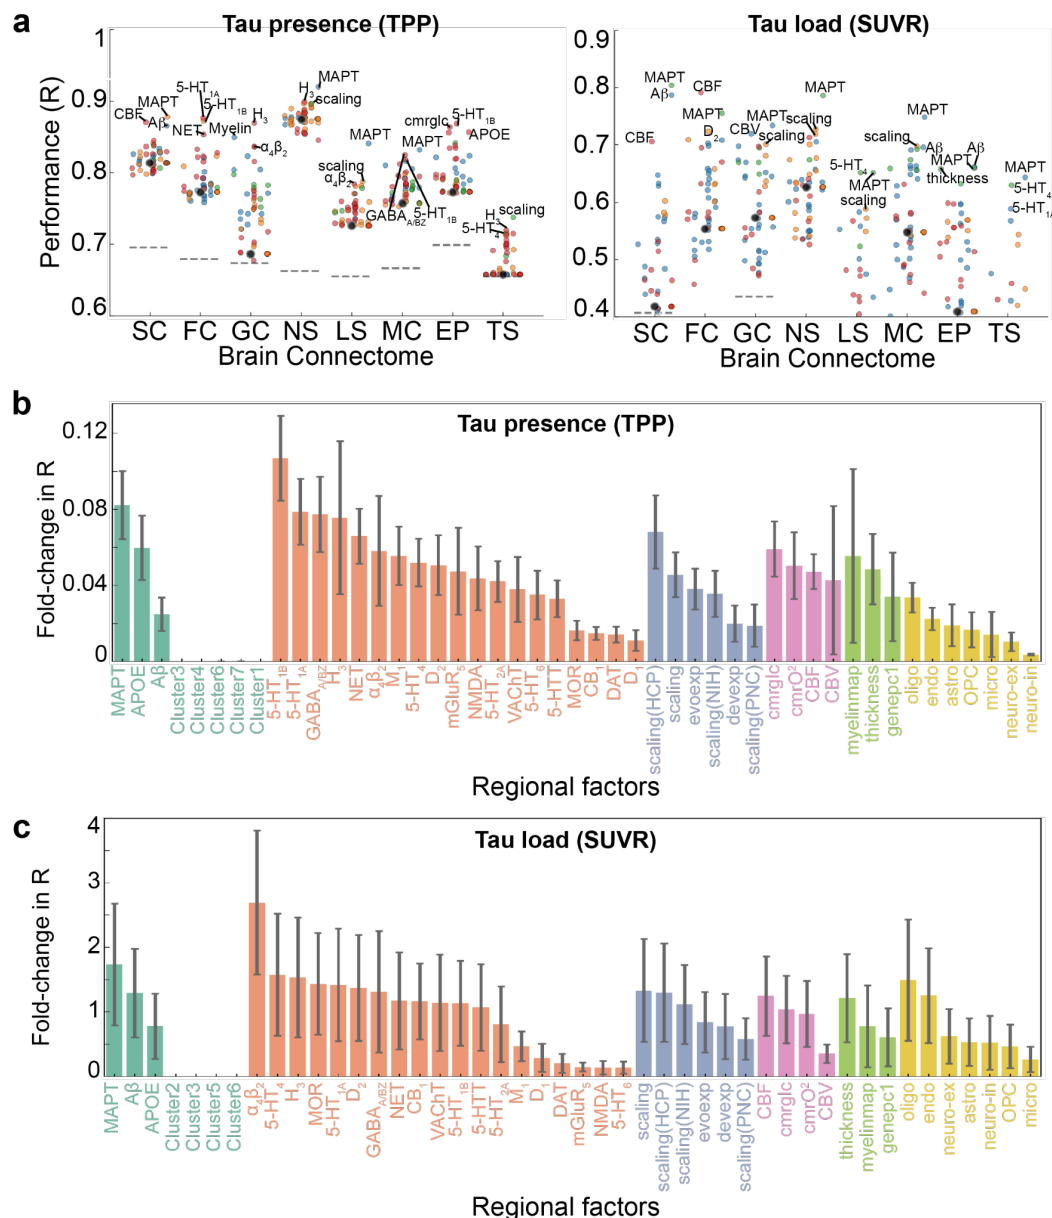 a
Tau presence (TPP)
Tau load (SUVR)
Performance (R)
1
0.9
0.8
0.7
0.6
CBF
MAPT
Aβ
5-HT1A
5-HT1B
NET
Myelin
H3
α4β2
H3
MAPT
scaling
MAPT
scaling
α4β2
MAPT
GABAA/BZ
5-HT1B
cmrglc
5-HT1B
APOE
H3
scaling
5-HT4
SC FC GC NS LS MC EP TS
Brain Connectome
0.9
0.8
0.7
0.6
0.5
0.4
MAPT
Aβ
CBF
CBF
MAPT
D2
CBV
MAPT
scaling
MAPT
scaling
5-HT4
MAPT
scaling
MAPT
scaling
Aβ
Aβ
MAPT
thickness
MAPT
5-HT4
5-HT1A
SC FC GC NS LS MC EP TS
Brain Connectome
b
Tau presence (TPP)
Fold-change in R
0.12
0.08
0.04
0
MAPT
APOE
Aβ
Cluster3
Cluster4
Cluster6
Cluster7
Cluster1
5-HT1B
5-HT1A
GABAA/BZ
H3
NET
α4β2
M1
5-HT4
D2
mGluR5
NMDA
5-HT2A
VAChT
5-HT6
5-HTT
MOR
CB1
DAT
D1
scaling(HCP)
scaling
evoexp
scaling(NIH)
devexp
scaling(PNC)
cmrglc
cmrO2
CBF
CBV
myelinmap
thickness
genepc1
oligo
endo
astro
OPC
micro
neuro-ex
neuro-in
Regional factors
c
Tau load (SUVR)
Fold-change in R
4
3
2
1
0
MAPT
Aβ
APOE
Cluster2
Cluster3
Cluster5
Cluster6
α4β2
5-HT4
H3
MOR
5-HT1A
D2
GABAA/BZ
NET
CB1
VAChT
5-HT1B
5-HTT
5-HT2A
M1
D1
DAT
mGluR5
NMDA
5-HT6
scaling
scaling(HCP)
scaling(NIH)
evoexp
devexp
scaling(PNC)
CBF
cmrglc
cmrO2
CBV
thickness
myelinmap
genepc1
oligo
endo
neuro-ex
astro
neuro-in
OPC
micro
Regional factors